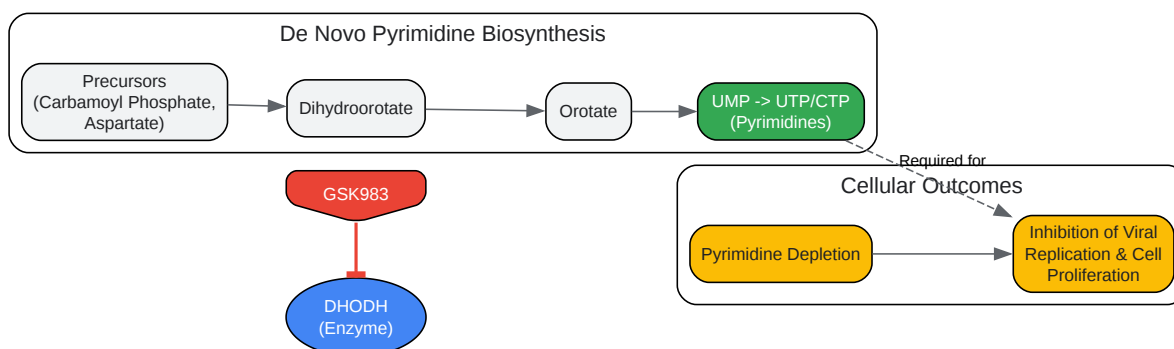 De Novo Pyrimidine Biosynthesis
Precursors
(Carbamoyl Phosphate,
Aspartate)
Dihydroorotate
Orotate
UMP -> UTP/CTP
(Pyrimidines)
Required for
GSK983
Cellular Outcomes
Pyrimidine Depletion
Inhibition of Viral
Replication & Cell
Proliferation
DHODH
(Enzyme)